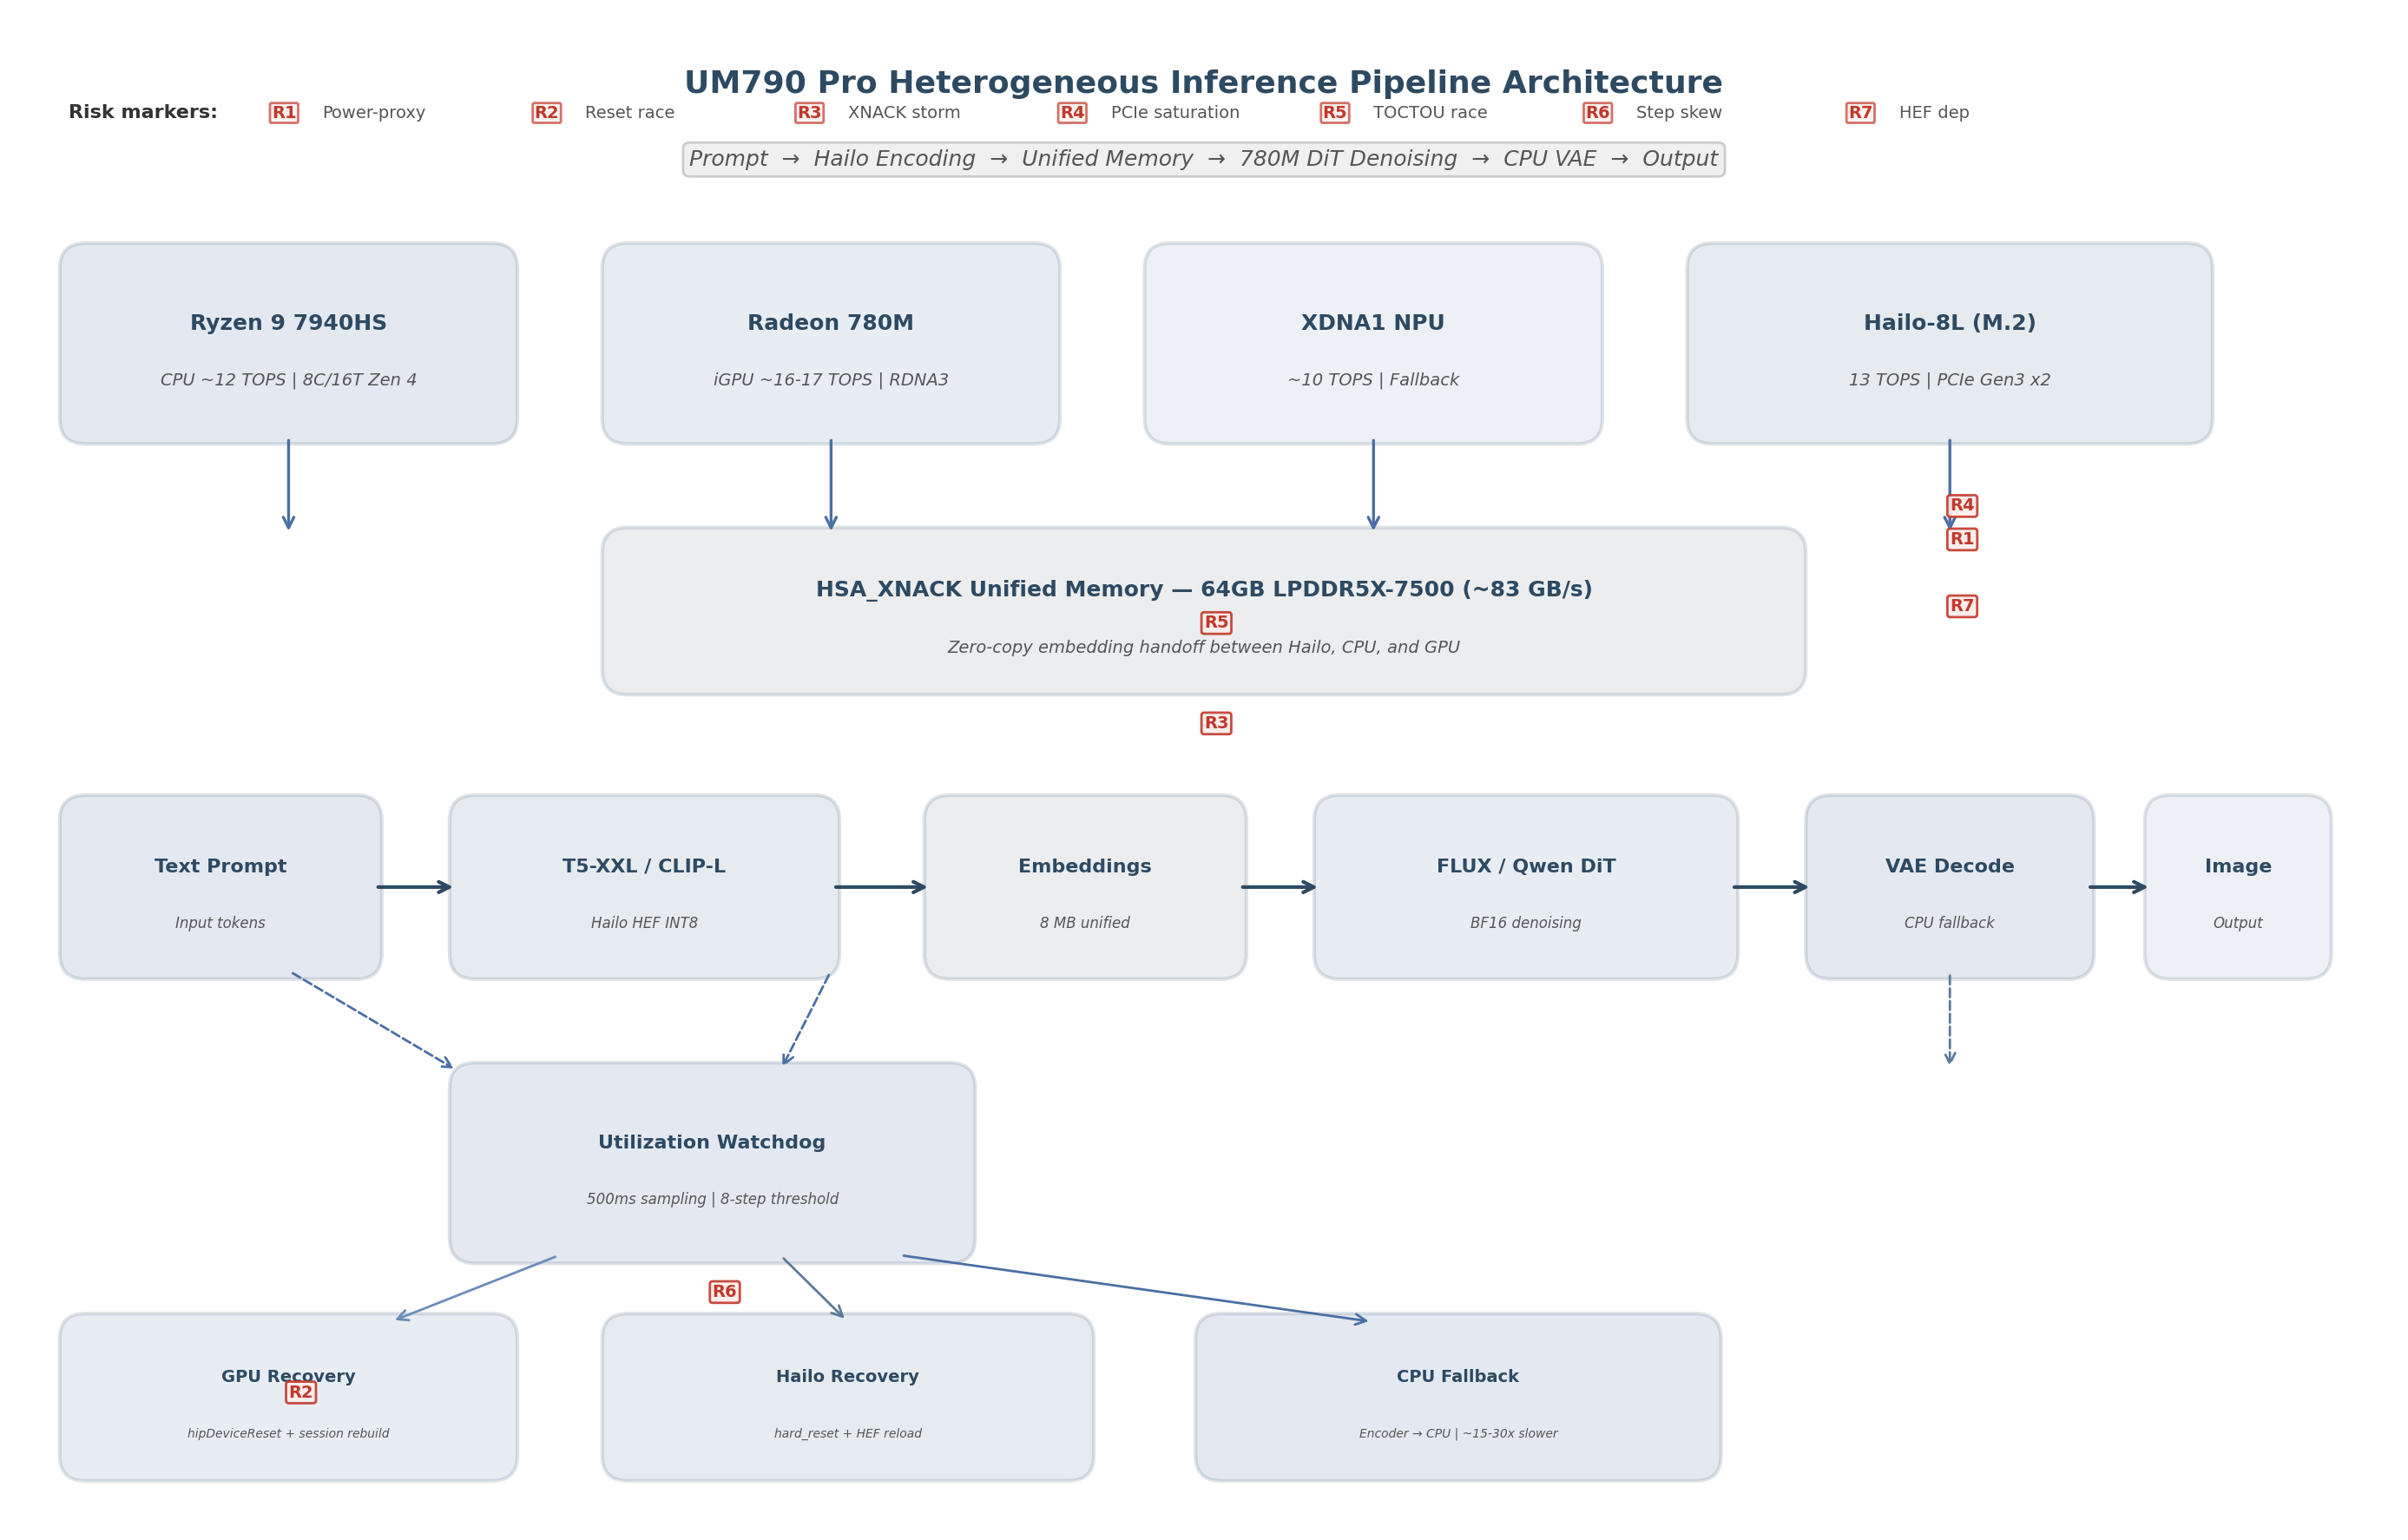 UM790 Pro Heterogeneous Inference Pipeline Architecture
Risk markers: R1 Power-proxy R2 Reset race R3 XNACK storm R4 PCIe saturation R5 TOCTOU race R6 Step skew R7 HEF dep
Prompt → Hailo Encoding → Unified Memory → 780M DiT Denoising → CPU VAE → Output
Ryzen 9 7940HS
CPU ~12 TOPS | 8C/16T Zen 4
Radeon 780M
iGPU ~16-17 TOPS | RDNA3
XDNA1 NPU
~10 TOPS | Fallback
Hailo-8L (M.2)
13 TOPS | PCIe Gen3 x2
R4
R1
R7
HSA_XNACK Unified Memory — 64GB LPDDR5X-7500 (~83 GB/s)
R5
Zero-copy embedding handoff between Hailo, CPU, and GPU
R3
Text Prompt
Input tokens
T5-XXL / CLIP-L
Hailo HEF INT8
Embeddings
8 MB unified
FLUX / Qwen DiT
BF16 denoising
VAE Decode
CPU fallback
Image
Output
Utilization Watchdog
500ms sampling | 8-step threshold
R6
GPU Recovery
R2
hipDeviceReset + session rebuild
Hailo Recovery
hard_reset + HEF reload
CPU Fallback
Encoder → CPU | ~15-30x slower